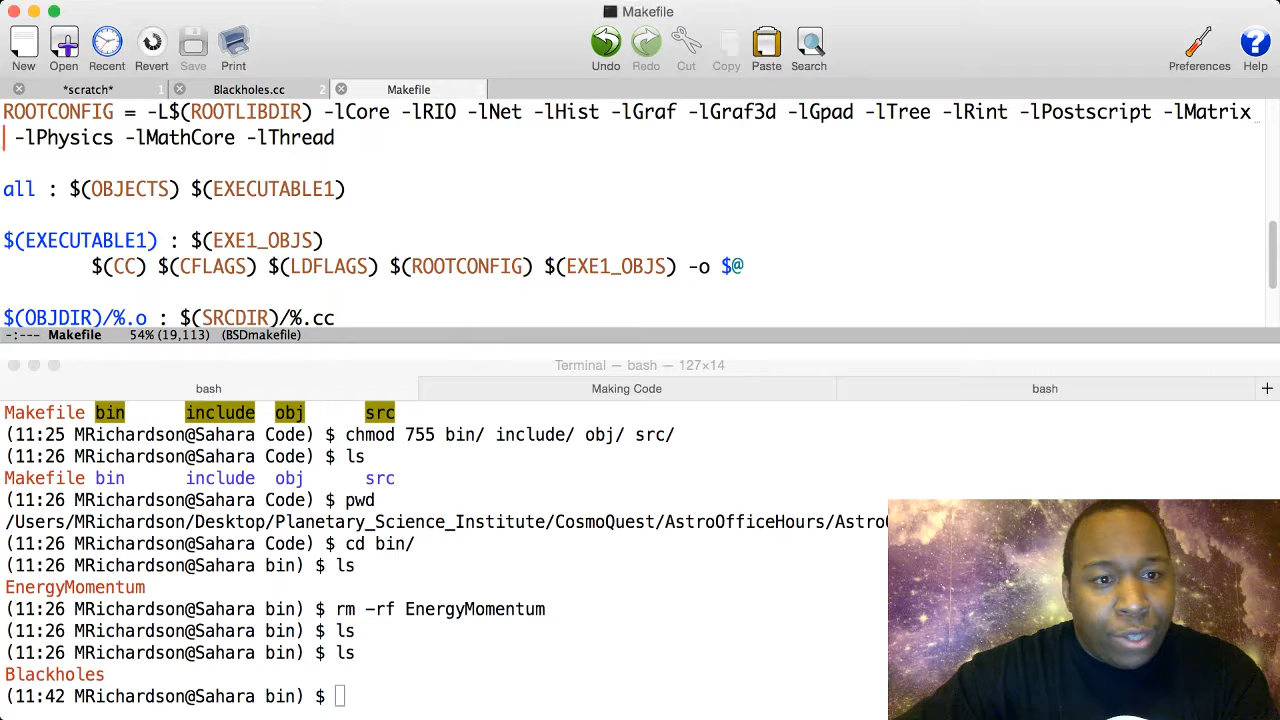 Makefile
New Open Recent Revert Save Print Undo Redo Cut Copy Paste Search Preferences Help
*scratch* 1 Blackholes.cc 2 Makefile
ROOTCONFIG = -L$(ROOTLIBDIR) -lCore -lRIO -lNet -lHist -lGraf -lGraf3d -lGpad -lTree -lRint -lPostscript -lMatrix
-lPhysics -lMathCore -lThread
all : $(OBJECTS) $(EXECUTABLE1)
$(EXECUTABLE1) : $(EXE1_OBJS)
$(CC) $(CFLAGS) $(LDFLAGS) $(ROOTCONFIG) $(EXE1_OBJS) -o $@
$(OBJDIR)/%.o : $(SRCDIR)/%.cc
-:--- Makefile 54% (19,113) (BSDmakefile)
Terminal — bash — 127×14
bash Making Code bash +
Makefile bin include obj src
(11:25 MRichardson@Sahara Code) $ chmod 755 bin/ include/ obj/ src/
(11:26 MRichardson@Sahara Code) $ ls
Makefile bin include obj src
(11:26 MRichardson@Sahara Code) $ pwd
/Users/MRichardson/Desktop/Planetary_Science_Institute/CosmoQuest/AstroOfficeHours/Astro
(11:26 MRichardson@Sahara Code) $ cd bin/
(11:26 MRichardson@Sahara bin) $ ls
EnergyMomentum
(11:26 MRichardson@Sahara bin) $ rm -rf EnergyMomentum
(11:26 MRichardson@Sahara bin) $ ls
(11:26 MRichardson@Sahara bin) $ ls
Blackholes
(11:42 MRichardson@Sahara bin) $